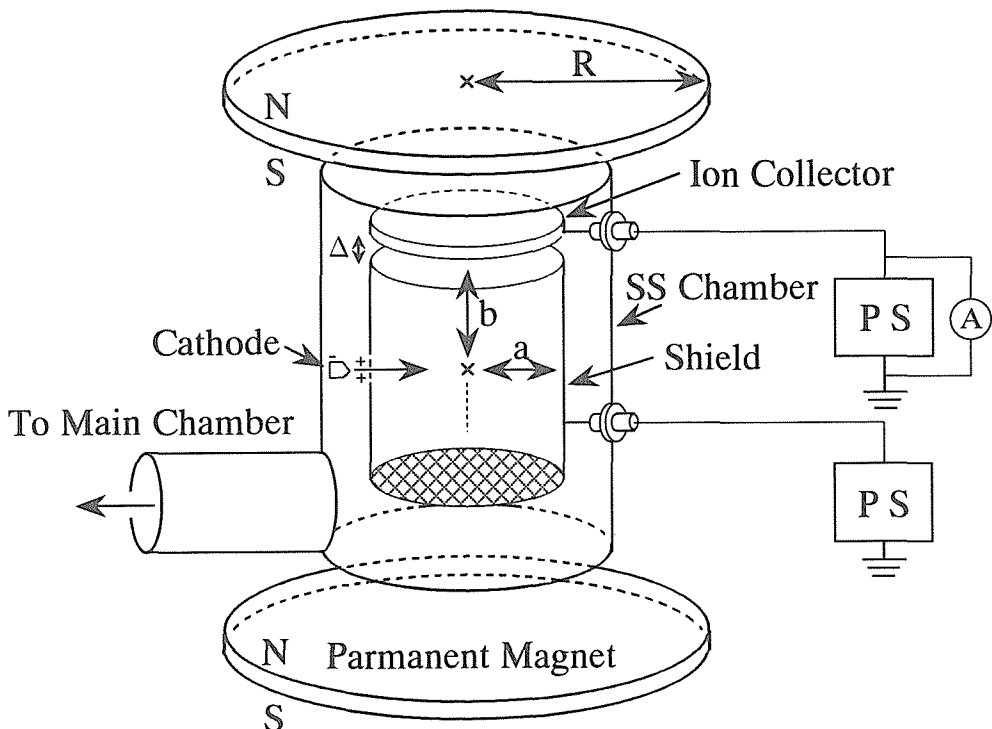 R
N
S
Ion Collector
Δ
SS Chamber
b
P S
A
Cathode
a
Shield
- + +
+ +
To Main Chamber
P S
N
Parmanent Magnet
S